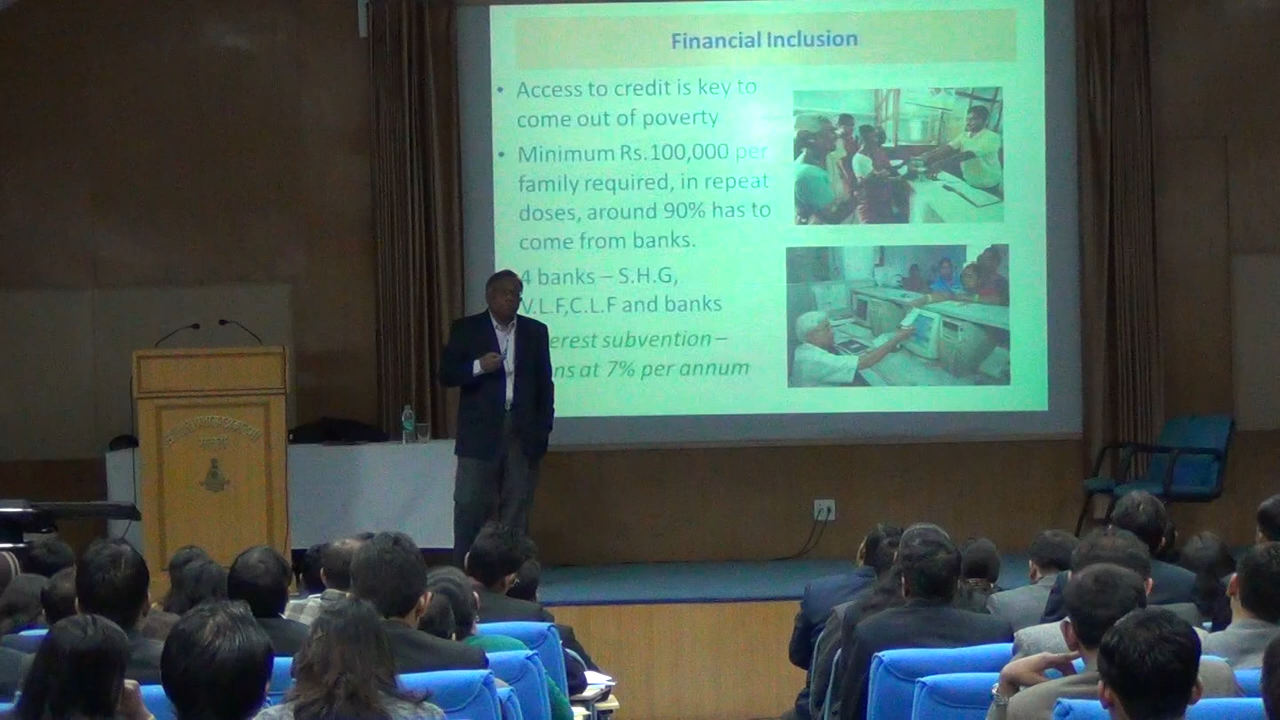 Financial Inclusion
• Access to credit is key to
come out of poverty
• Minimum Rs.100,000 per
family required, in repeat
doses, around 90% has to
come from banks.
4 banks – S.H.G,
V.L.F,C.L.F and banks
erest subvention –
ns at 7% per annum